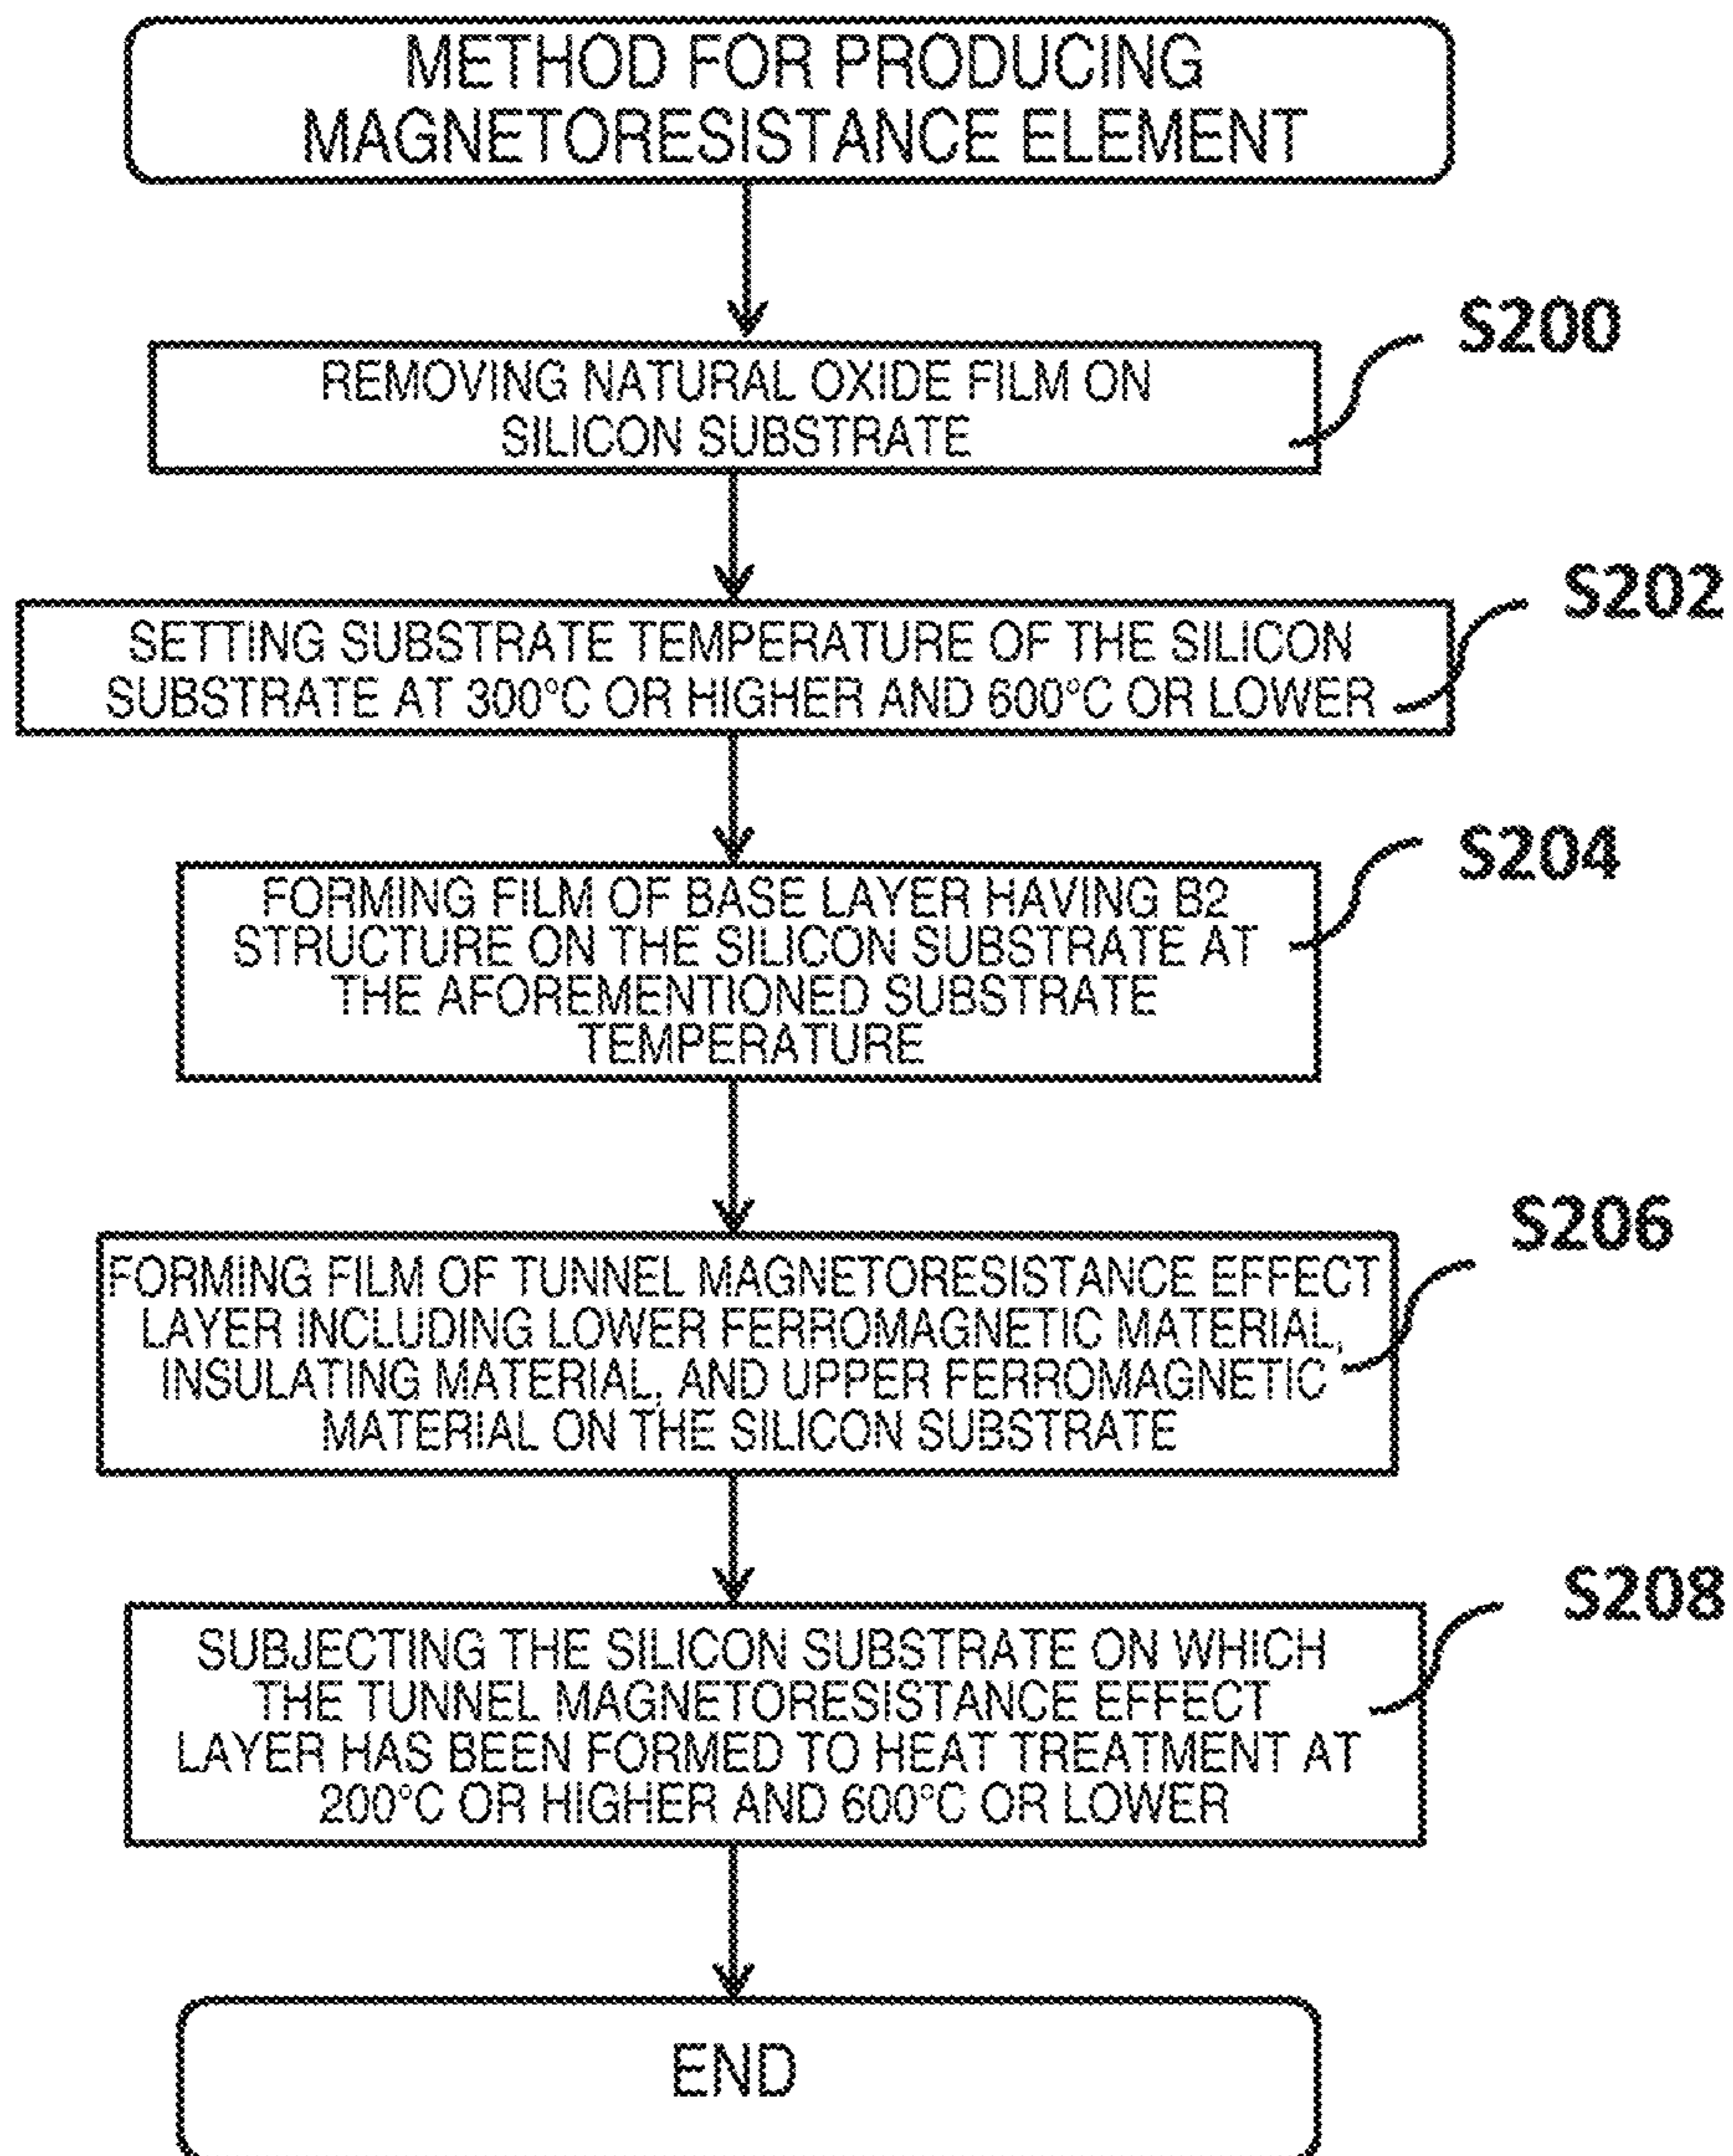 METHOD FOR PRODUCING
MAGNETORESISTANCE ELEMENT
S200
REMOVING NATURAL OXIDE FILM ON
SILICON SUBSTRATE
S202
SETTING SUBSTRATE TEMPERATURE OF THE SILICON
SUBSTRATE AT 300°C OR HIGHER AND 600°C OR LOWER
S204
FORMING FILM OF BASE LAYER HAVING B2
STRUCTURE ON THE SILICON SUBSTRATE AT
THE AFOREMENTIONED SUBSTRATE
TEMPERATURE
S206
FORMING FILM OF TUNNEL MAGNETORESISTANCE EFFECT
LAYER INCLUDING LOWER FERROMAGNETIC MATERIAL,
INSULATING MATERIAL, AND UPPER FERROMAGNETIC
MATERIAL ON THE SILICON SUBSTRATE
S208
SUBJECTING THE SILICON SUBSTRATE ON WHICH
THE TUNNEL MAGNETORESISTANCE EFFECT
LAYER HAS BEEN FORMED TO HEAT TREATMENT AT
200°C OR HIGHER AND 600°C OR LOWER
END